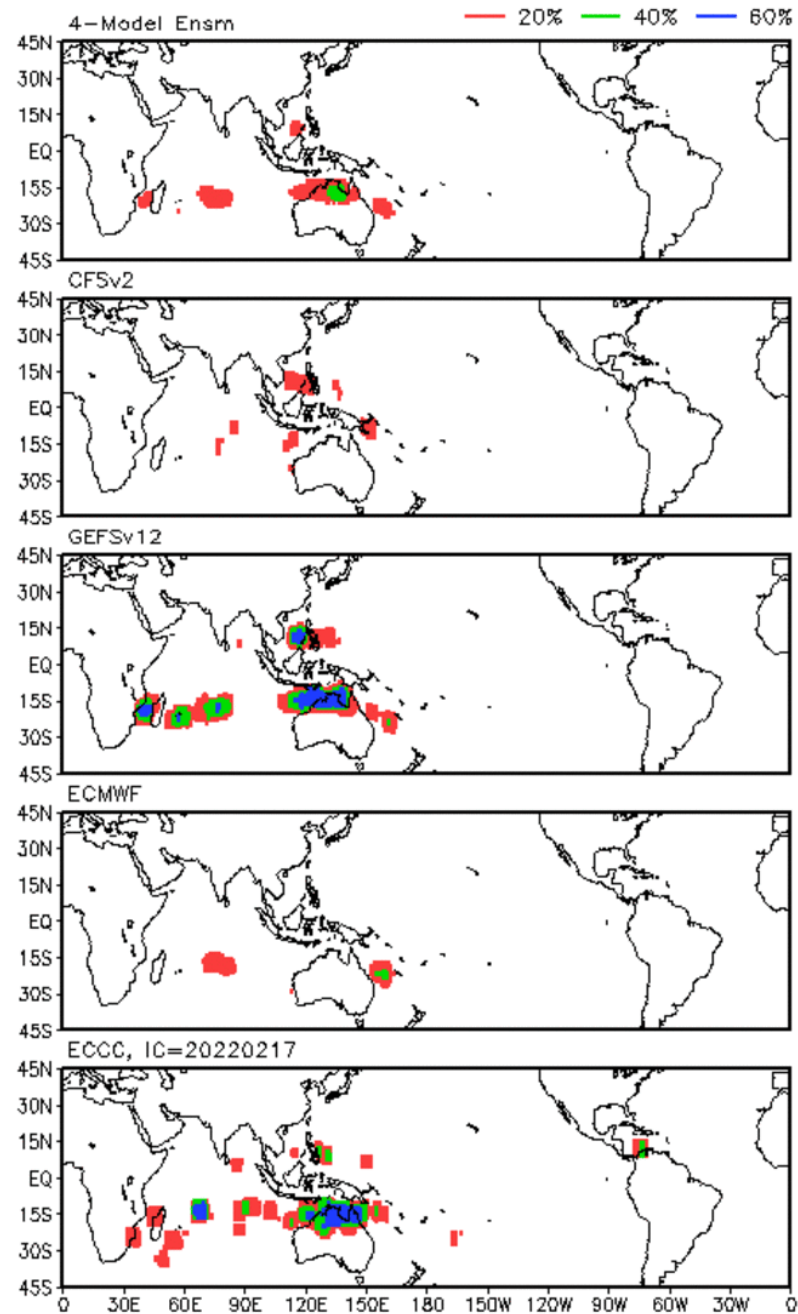 4-Model Ensm 20% 40% 60%
45N
30N
15N
EQ
15S
30S
45S
CFSv2
45N
30N
15N
EQ
15S
30S
45S
GEFSv12
45N
30N
15N
EQ
15S
30S
45S
ECMWF
45N
30N
15N
EQ
15S
30S
45S
ECCC, IC=20220217
45N
30N
15N
EQ
15S
30S
45S
0 30E 60E 90E 120E 150E 180 150W 120W 90W 60W 30W 0